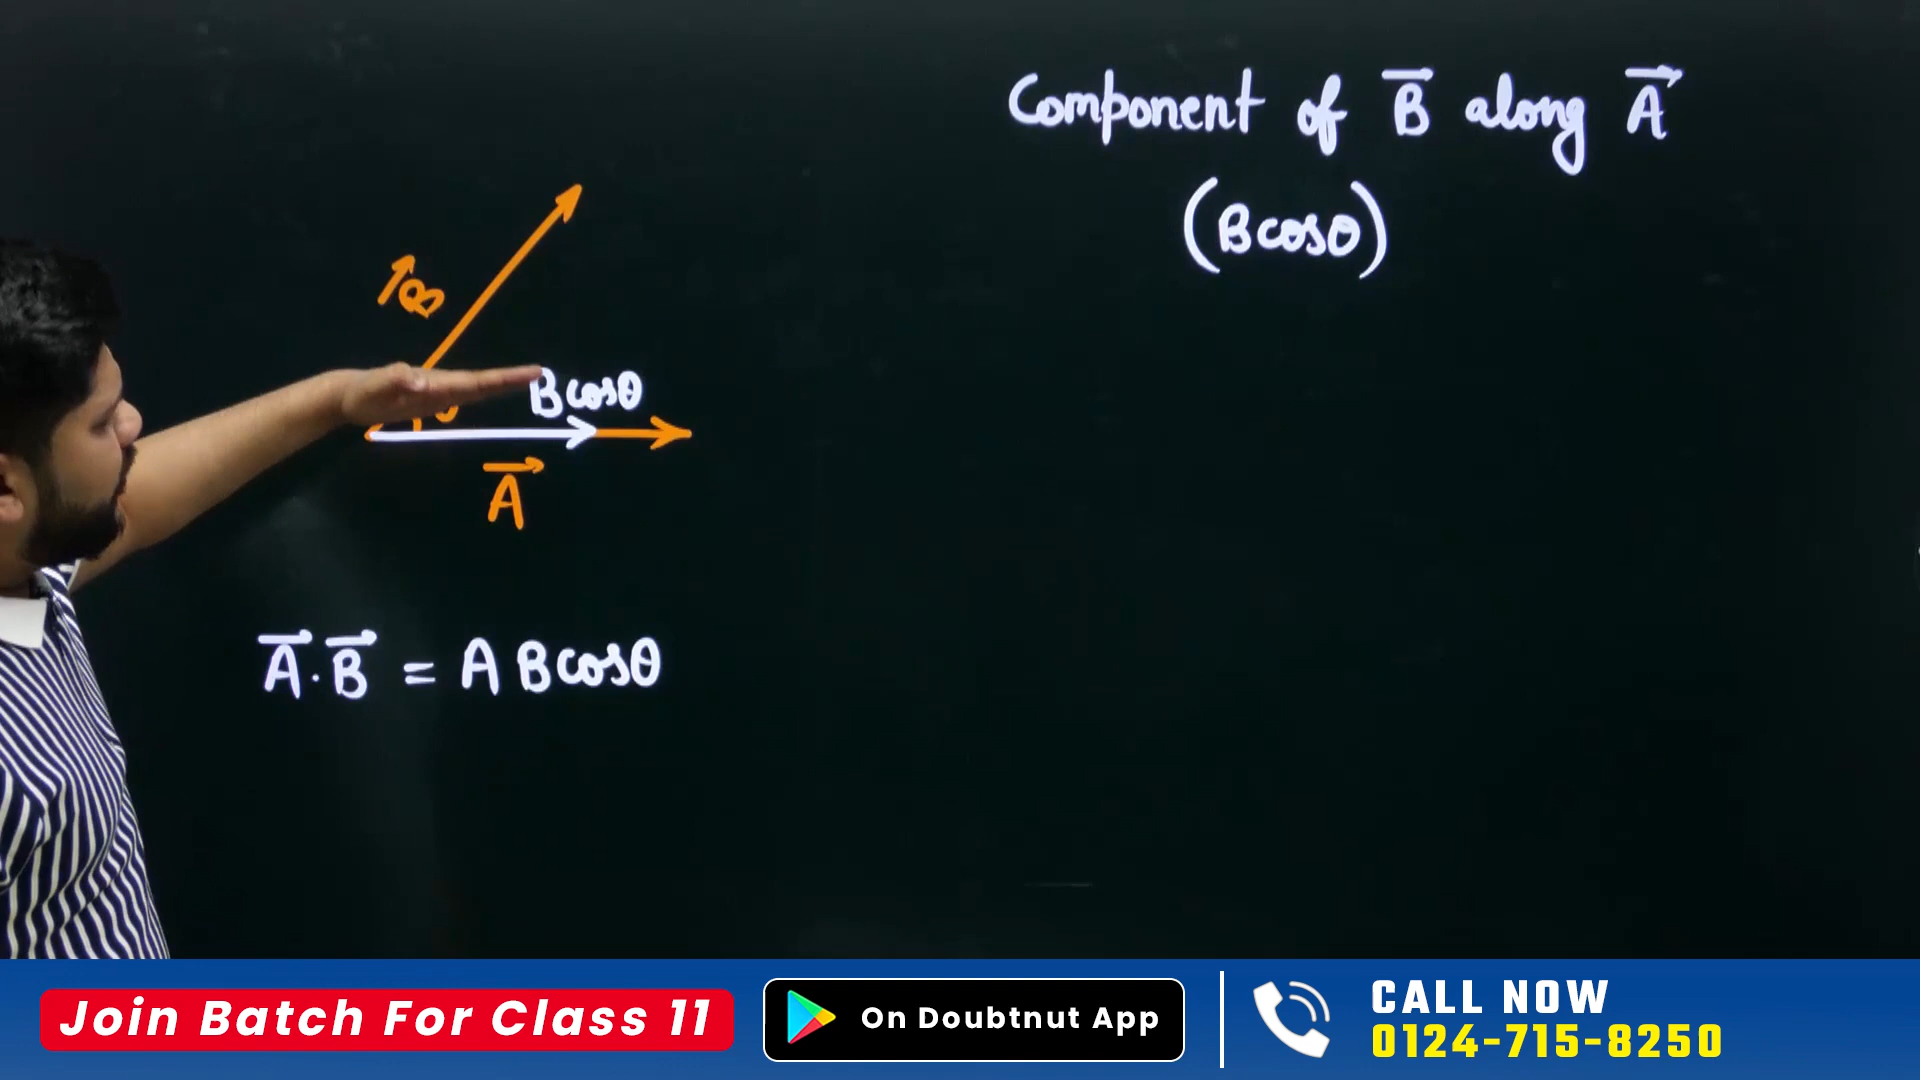 Component of B⃗ along A⃗
(Bcosθ)
B⃗
Bcosθ
A⃗
A⃗.B⃗ = A Bcosθ
Join Batch For Class 11
On Doubtnut App
CALL NOW
0124-715-8250